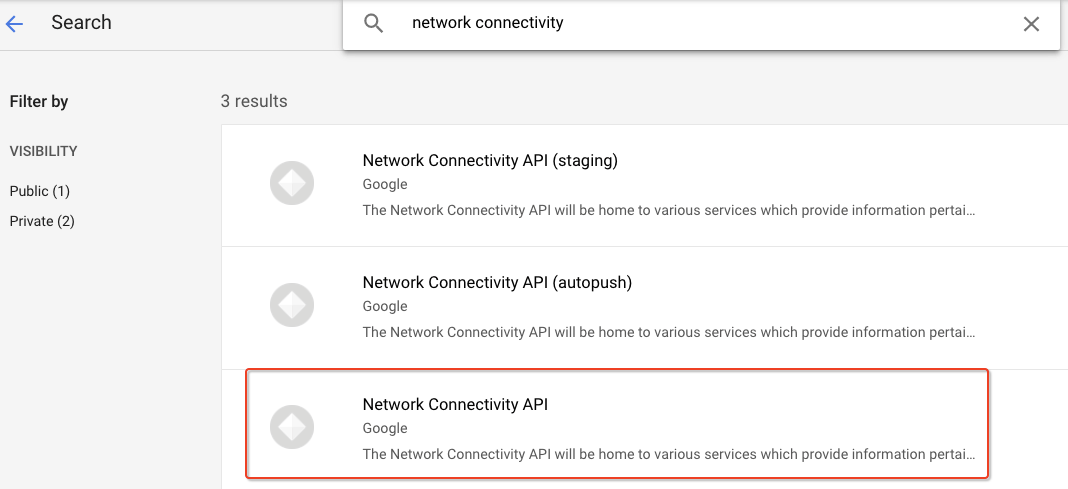 Search
network connectivity
Filter by
VISIBILITY
Public (1)
Private (2)
3 results
Network Connectivity API (staging)
Google
The Network Connectivity API will be home to various services which provide information pertai...
Network Connectivity API (autopush)
Google
The Network Connectivity API will be home to various services which provide information pertai...
Network Connectivity API
Google
The Network Connectivity API will be home to various services which provide information pertai...